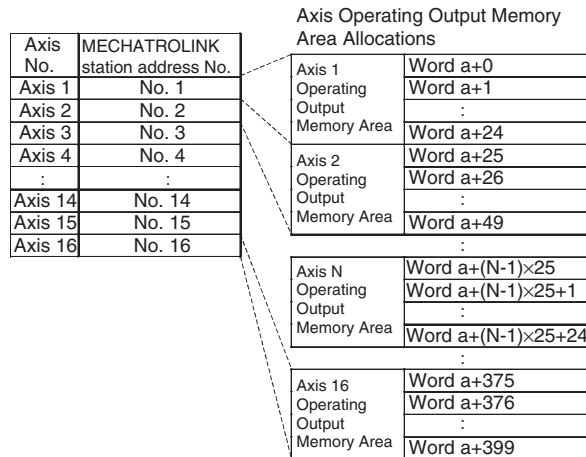 Axis Operating Output Memory
Area Allocations
Axis No. MECHATROLINK station address No.
Axis 1 No. 1
Axis 2 No. 2
Axis 3 No. 3
Axis 4 No. 4
: :
Axis 14 No. 14
Axis 15 No. 15
Axis 16 No. 16
Axis 1
Operating
Output
Memory Area
Word a+0
Word a+1
:
Word a+24
Axis 2
Operating
Output
Memory Area
Word a+25
Word a+26
:
Word a+49
:
Axis N
Operating
Output
Memory Area
Word a+(N-1)×25
Word a+(N-1)×25+1
:
Word a+(N-1)×25+24
:
Axis 16
Operating
Output
Memory Area
Word a+375
Word a+376
:
Word a+399